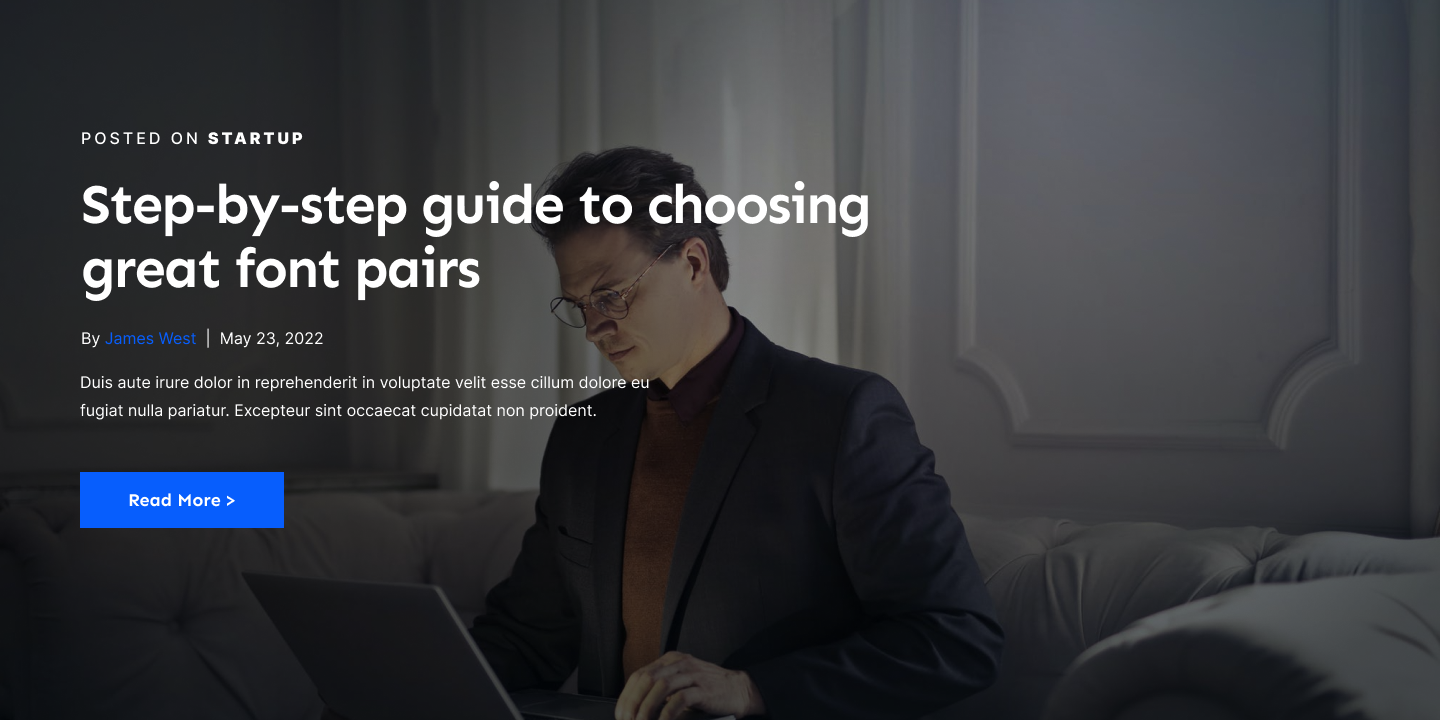 POSTED ON STARTUP
Step-by-step guide to choosing
great font pairs
By James West | May 23, 2022
Duis aute irure dolor in reprehenderit in voluptate velit esse cillum dolore eu
fugiat nulla pariatur. Excepteur sint occaecat cupidatat non proident.
Read More >